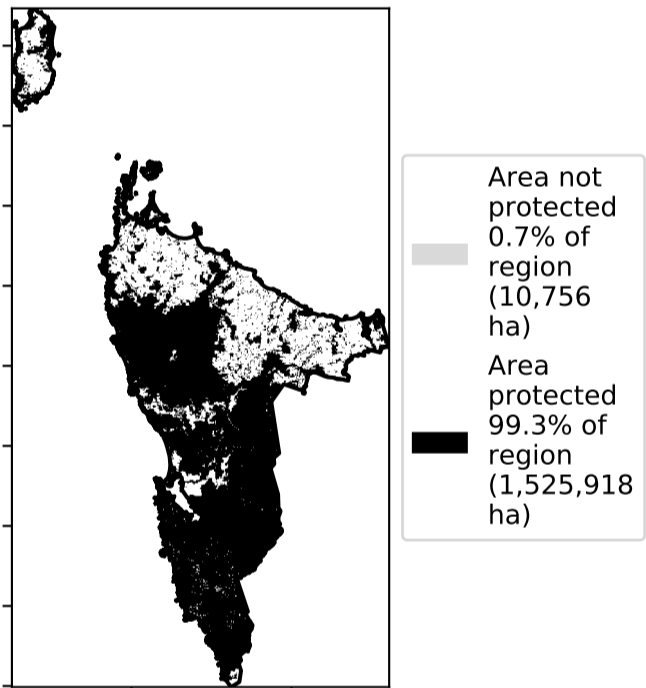 Area not
protected
0.7% of
region
(10,756
ha)
Area
protected
99.3% of
region
(1,525,918
ha)